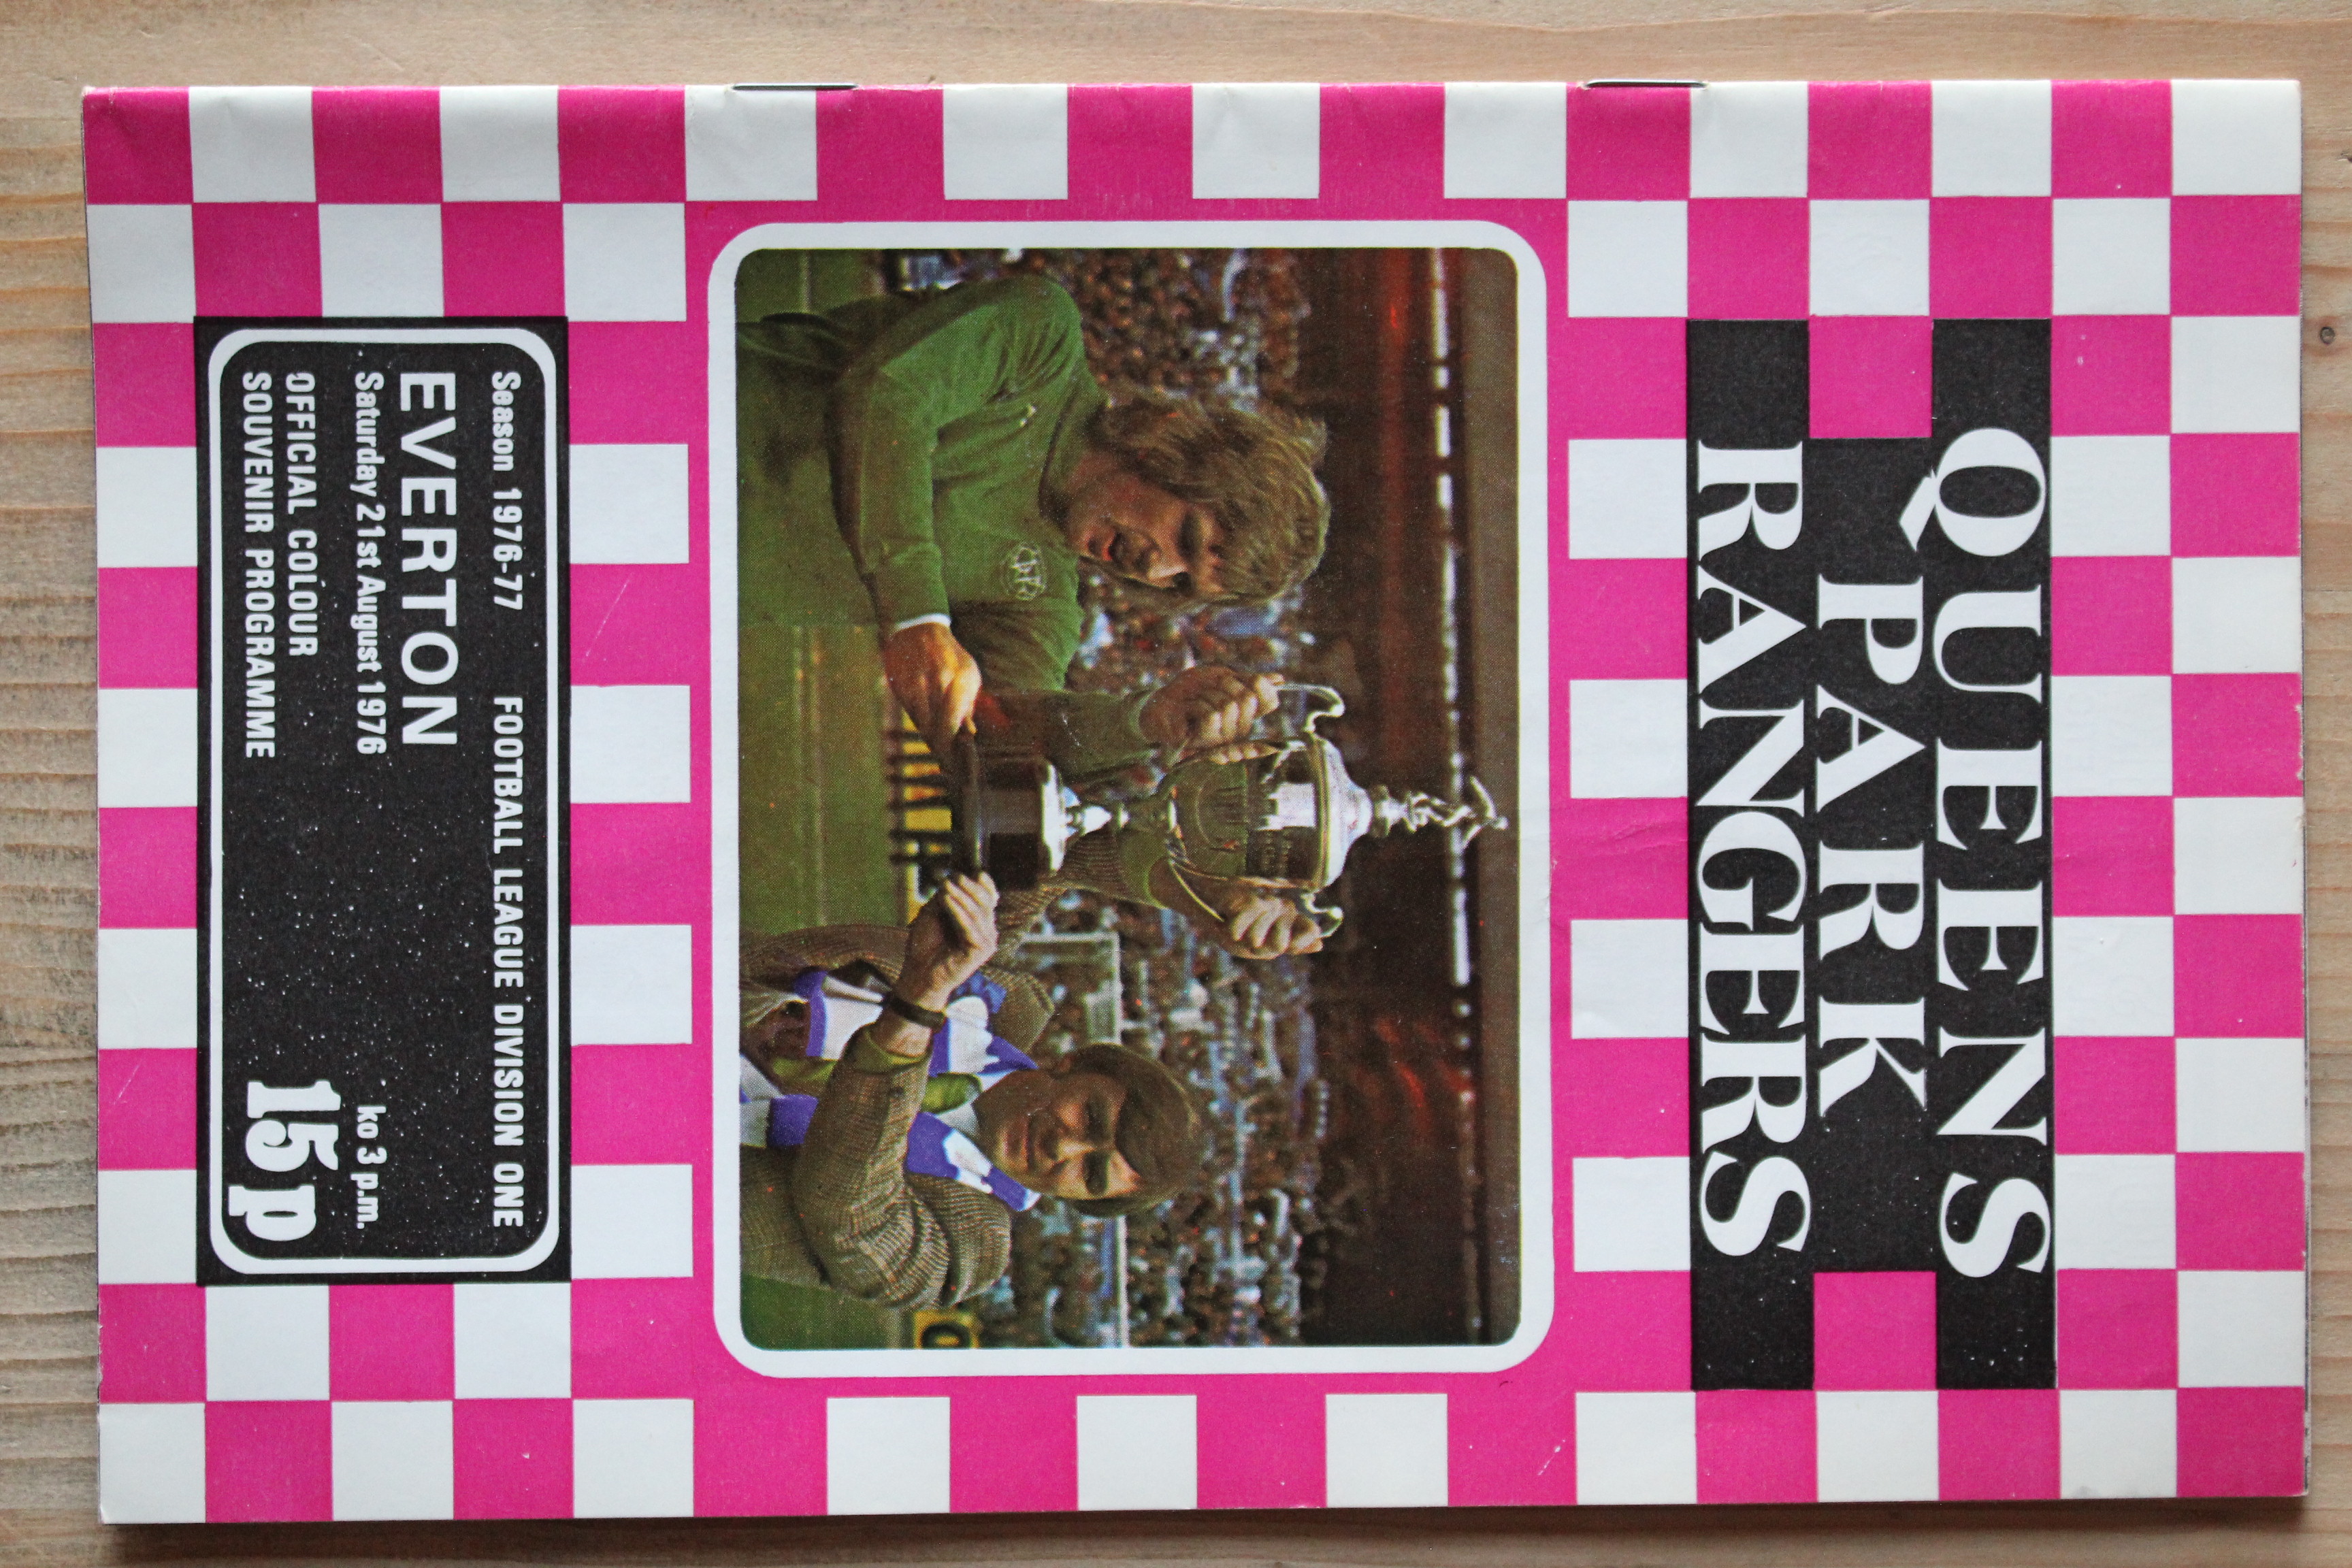 QUEENS
PARK
RANGERS
Season 1976-77 FOOTBALL LEAGUE DIVISION ONE
EVERTON
Saturday 21st August 1976 ko 3 p.m.
OFFICIAL COLOUR
SOUVENIR PROGRAMME 15p